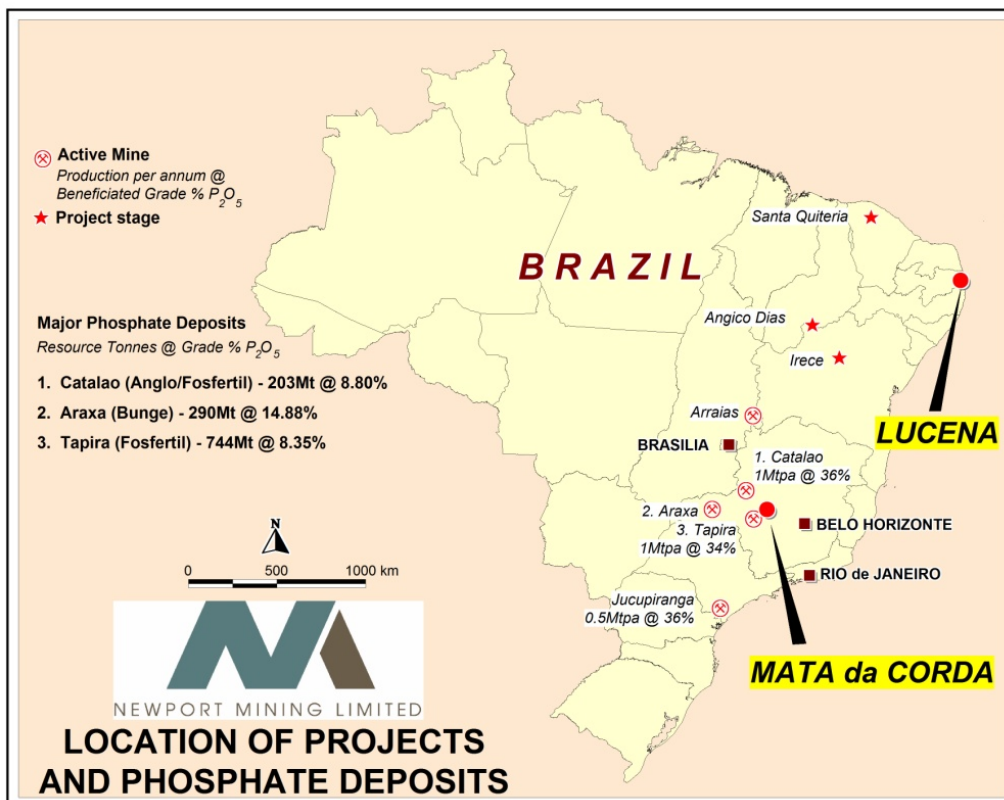 Active Mine
Production per annum @
Beneficiated Grade % P2O5
Project stage
Major Phosphate Deposits
Resource Tonnes @ Grade % P2O5
1. Catalao (Anglo/Fosfertil) - 203Mt @ 8.80%
2. Araxa (Bunge) - 290Mt @ 14.88%
3. Tapira (Fosfertil) - 744Mt @ 8.35%
BRAZIL
Santa Quiteria
Angico Dias
Irece
LUCENA
Arraias
BRASILIA
1. Catalao
1Mtpa @ 36%
2. Araxa
3. Tapira
1Mtpa @ 34%
BELO HORIZONTE
RIO de JANEIRO
Jucupiranga
0.5Mtpa @ 36%
MATA da CORDA
N
0 500 1000 km
NEWPORT MINING LIMITED
LOCATION OF PROJECTS
AND PHOSPHATE DEPOSITS